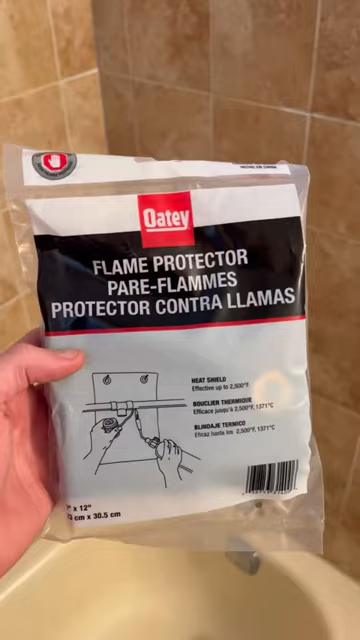 Oatey
FLAME PROTECTOR
PARE-FLAMMES
PROTECTOR CONTRA LLAMAS
HEAT SHIELD
Effective up to 2,500°F
BOUCLIER THERMIQUE
Efficace jusqu'à 2,500°F, 1371°C
BLINDAJE TERMICO
Eficaz hasta los 2,500°F, 1371°C
" x 12"
cm x 30.5 cm